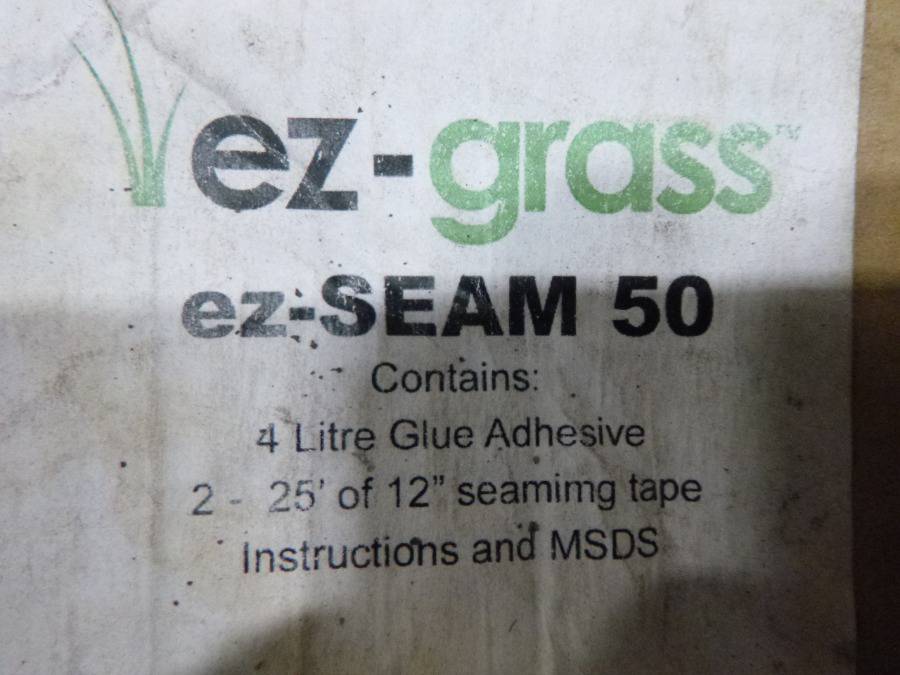 ez-grass™
ez-SEAM 50
Contains:
4 Litre Glue Adhesive
2 - 25' of 12" seamimg tape
Instructions and MSDS